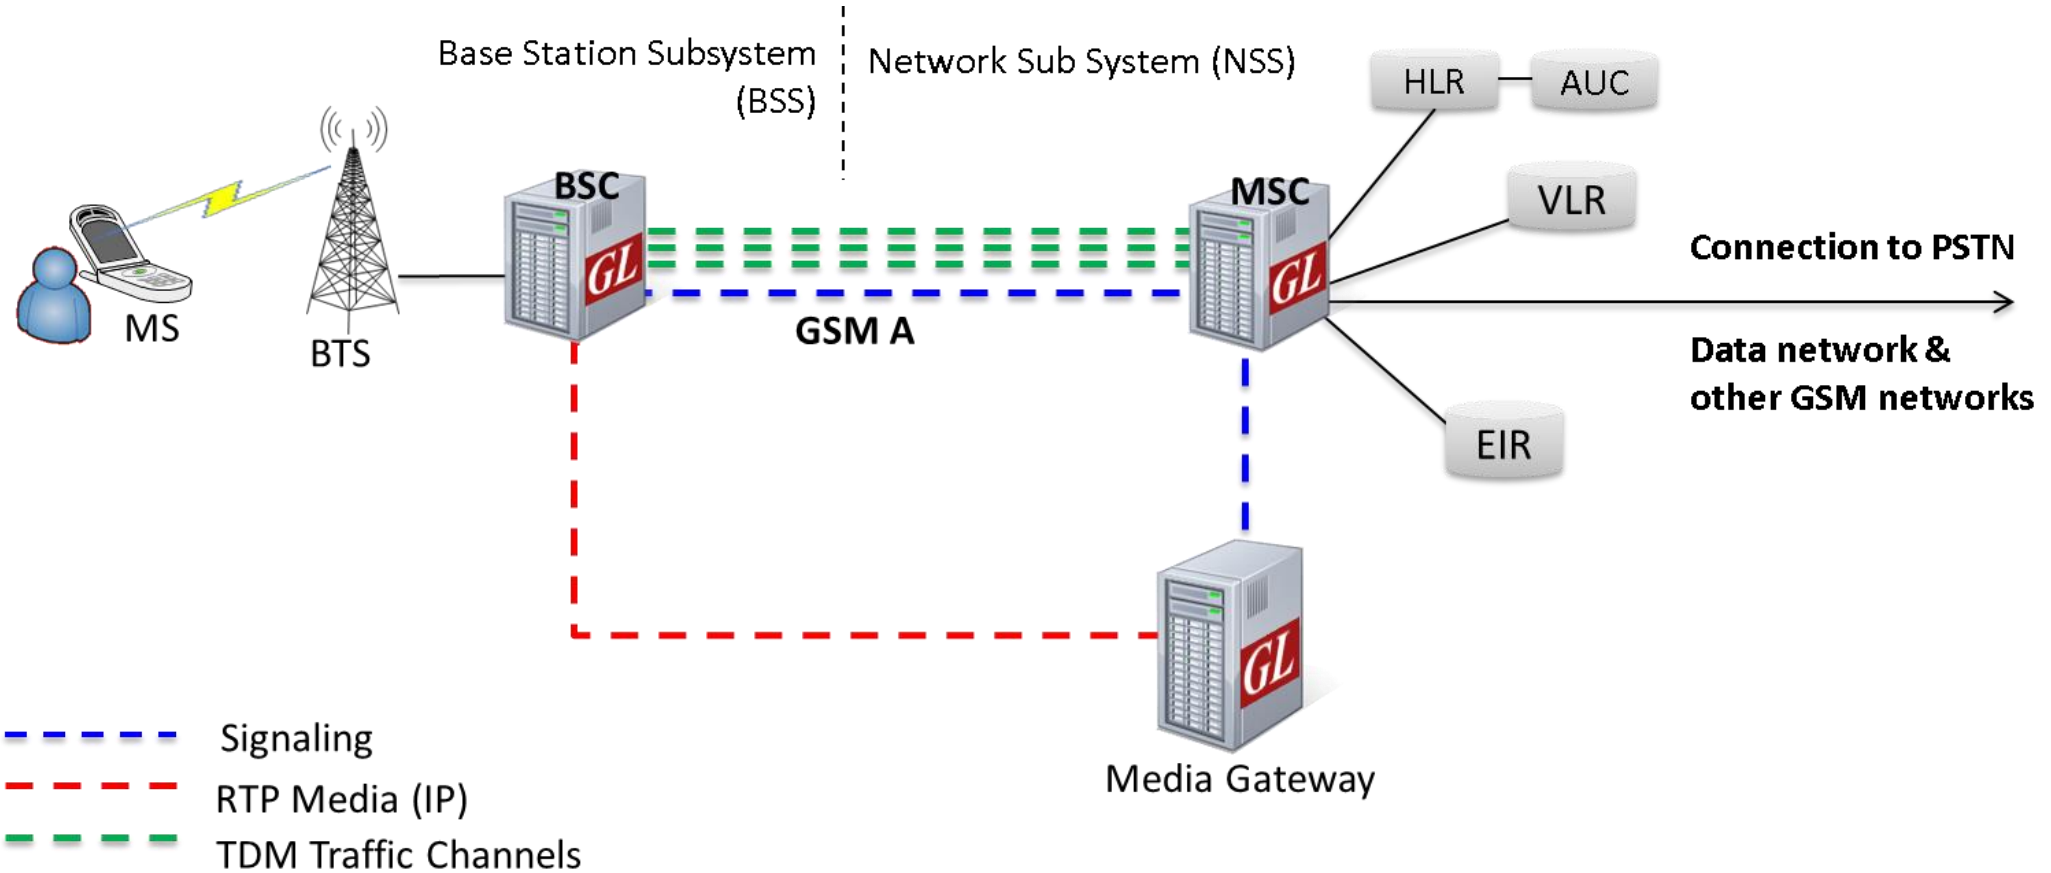 Base Station Subsystem
(BSS)
Network Sub System (NSS)
HLR
AUC
BSC
MSC
VLR
GL
GL
Connection to PSTN
MS
BTS
GSM A
Data network &
other GSM networks
EIR
GL
Media Gateway
Signaling
RTP Media (IP)
TDM Traffic Channels